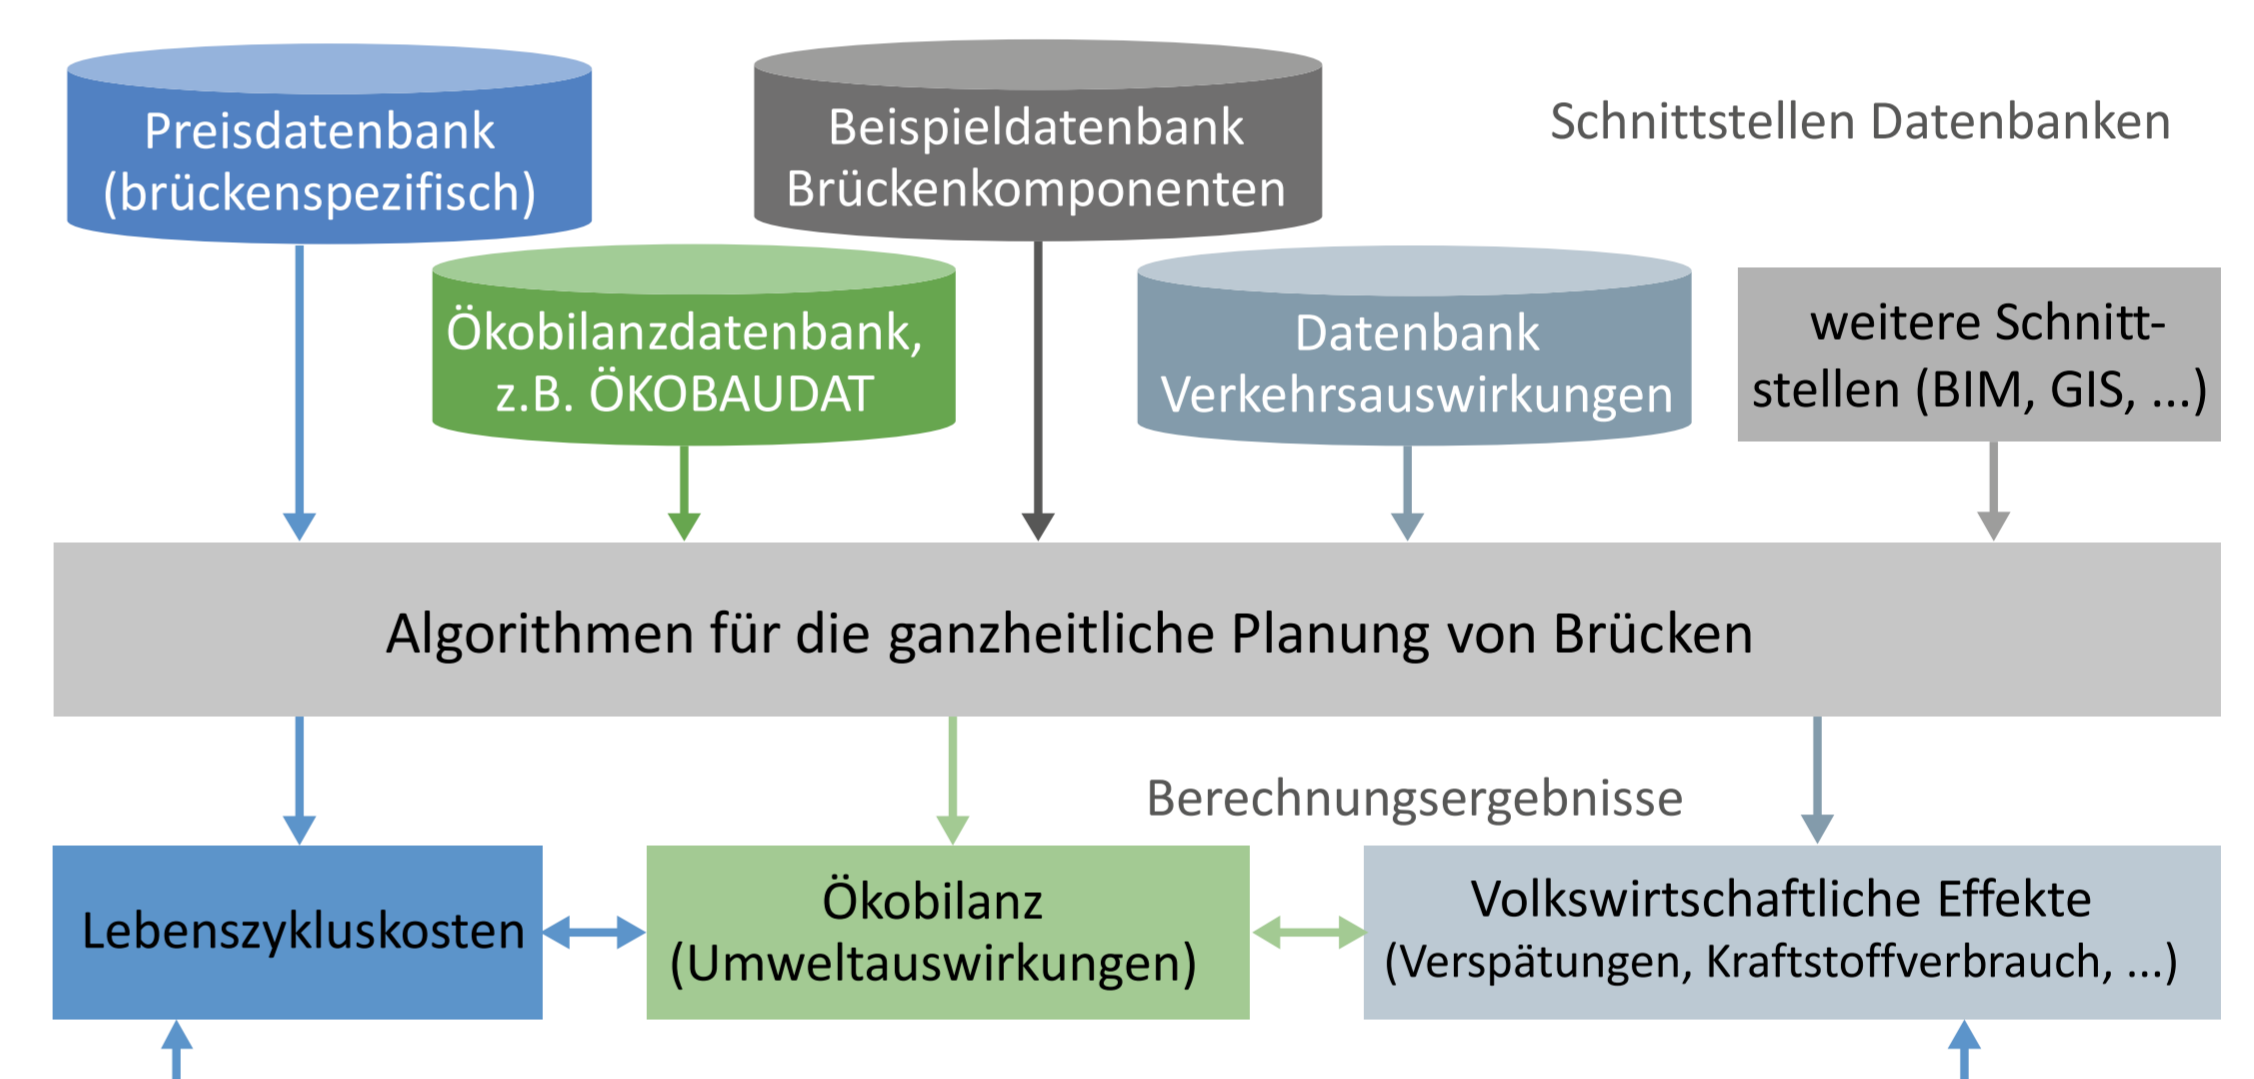 Preisdatenbank
(brückenspezifisch)
Beispieldatenbank
Brückenkomponenten
Schnittstellen Datenbanken
Ökobilanzdatenbank,
z.B. ÖKOBAUDAT
Datenbank
Verkehrsauswirkungen
weitere Schnitt-
stellen (BIM, GIS, ...)
Algorithmen für die ganzheitliche Planung von Brücken
Berechnungsergebnisse
Lebenszykluskosten
Ökobilanz
(Umweltauswirkungen)
Volkswirtschaftliche Effekte
(Verspätungen, Kraftstoffverbrauch, ...)